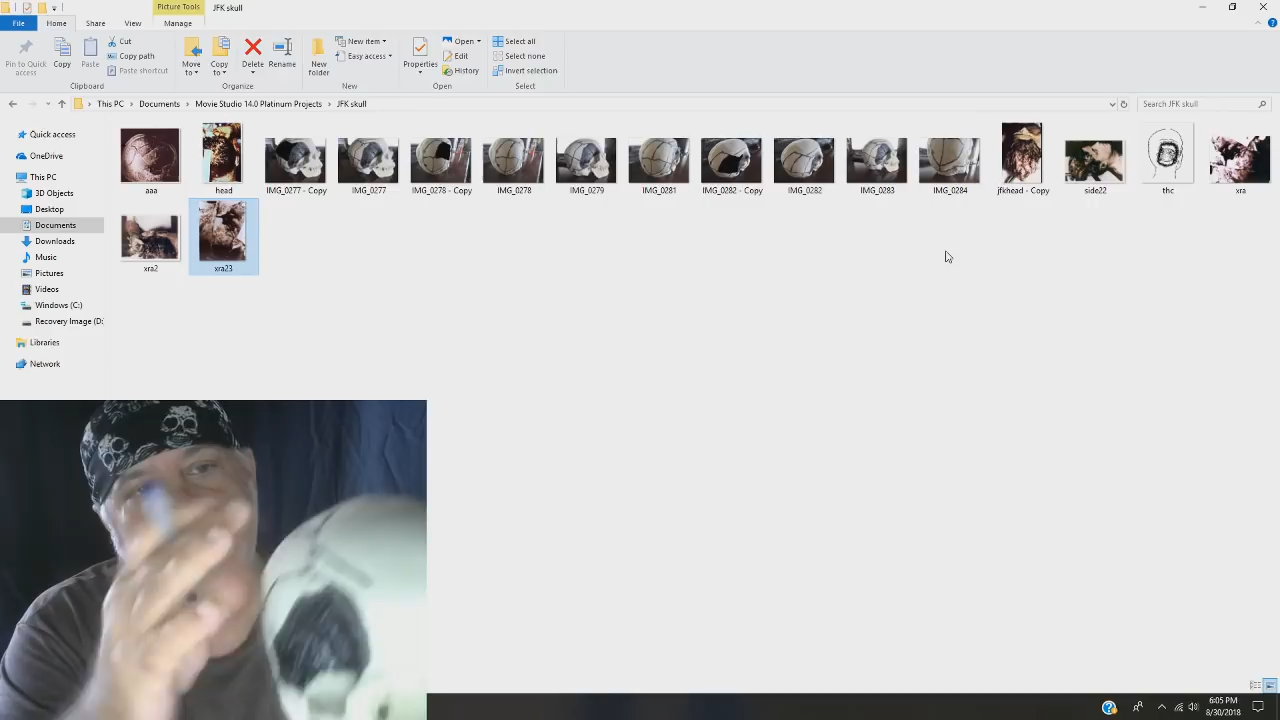 Picture Tools
JFK skull
File
Home
Share
View
Manage
Pin to Quick
access
Copy
Paste
Cut
Copy path
Paste shortcut
Clipboard
Move
to
Copy
to
Delete
Rename
Organize
New
folder
New item
Easy access
New
Properties
Open
Edit
History
Open
Select all
Select none
Invert selection
Select
This PC
Documents
Movie Studio 14.0 Platinum Projects
JFK skull
Search JFK skull
Quick access
OneDrive
This PC
3D Objects
Desktop
Documents
Downloads
Music
Pictures
Videos
Windows (C:)
Recovery Image (D:
Libraries
Network
aaa
head
IMG_0277 - Copy
IMG_0277
IMG_0278 - Copy
IMG_0278
IMG_0279
IMG_0281
IMG_0282 - Copy
IMG_0282
IMG_0283
IMG_0284
jfkhead - Copy
side22
thc
xra
xra2
xra23
6:05 PM
8/30/2018